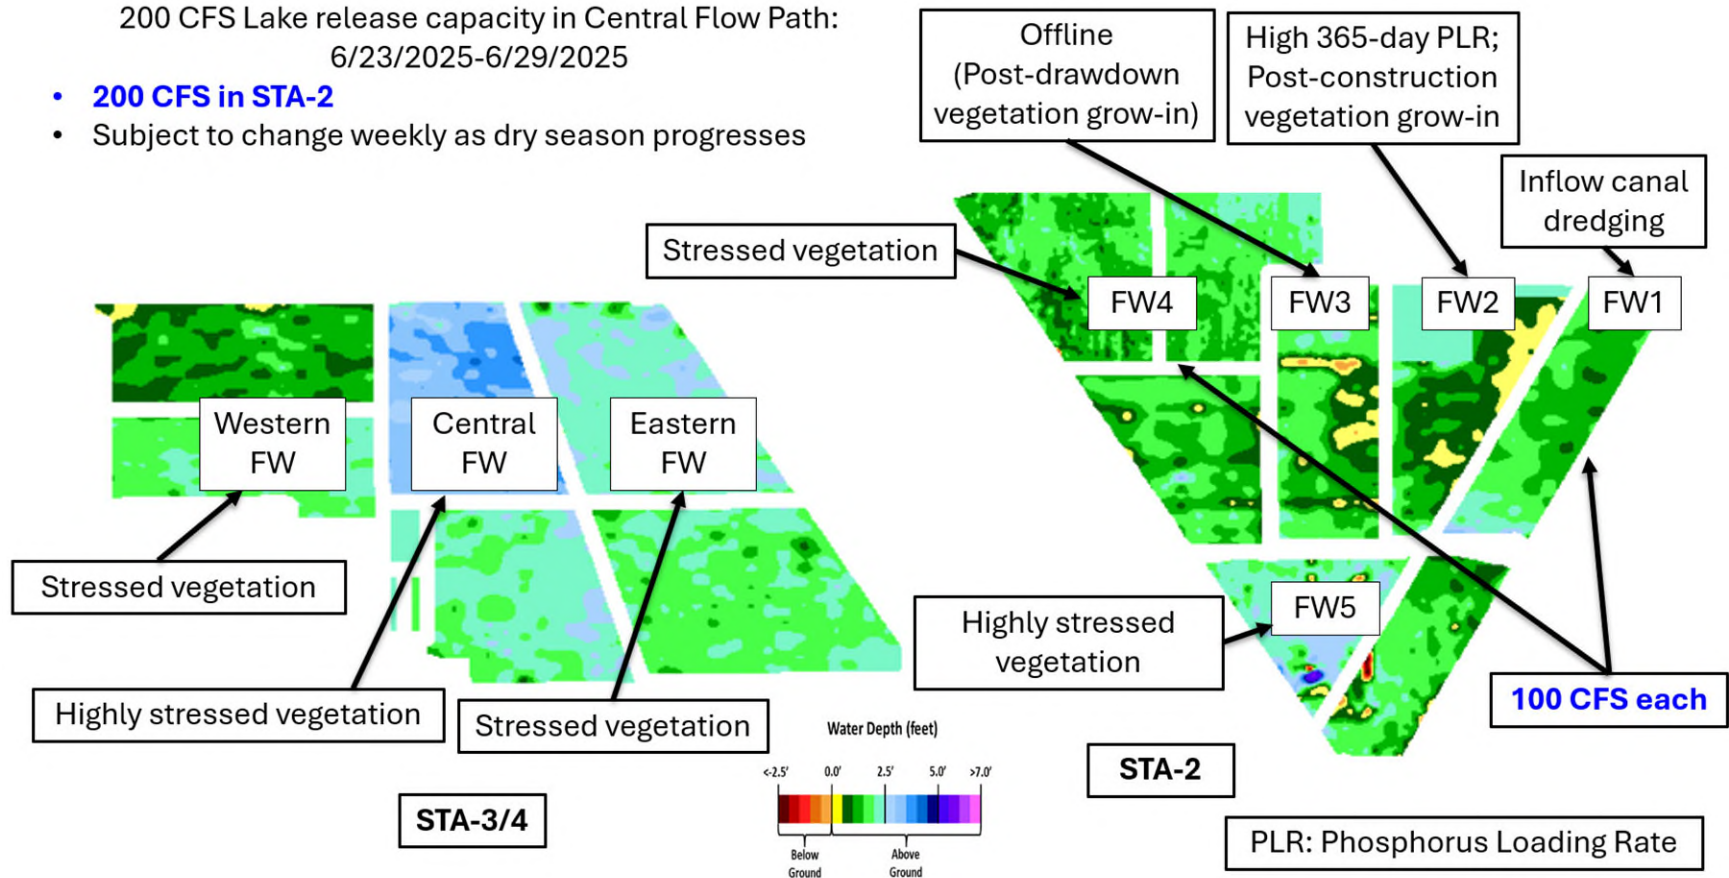 200 CFS Lake release capacity in Central Flow Path:
6/23/2025-6/29/2025
• 200 CFS in STA-2
• Subject to change weekly as dry season progresses
Offline
(Post-drawdown
vegetation grow-in)
High 365-day PLR;
Post-construction
vegetation grow-in
Inflow canal
dredging
Stressed vegetation
FW4
FW3
FW2
FW1
Western
FW
Central
FW
Eastern
FW
Stressed vegetation
Highly stressed vegetation
Stressed vegetation
Highly stressed
vegetation
FW5
100 CFS each
Water Depth (feet)
<-2.5' 0.0' 2.5' 5.0' >7.0'
Below
Ground
Above
Ground
STA-3/4
STA-2
PLR: Phosphorus Loading Rate